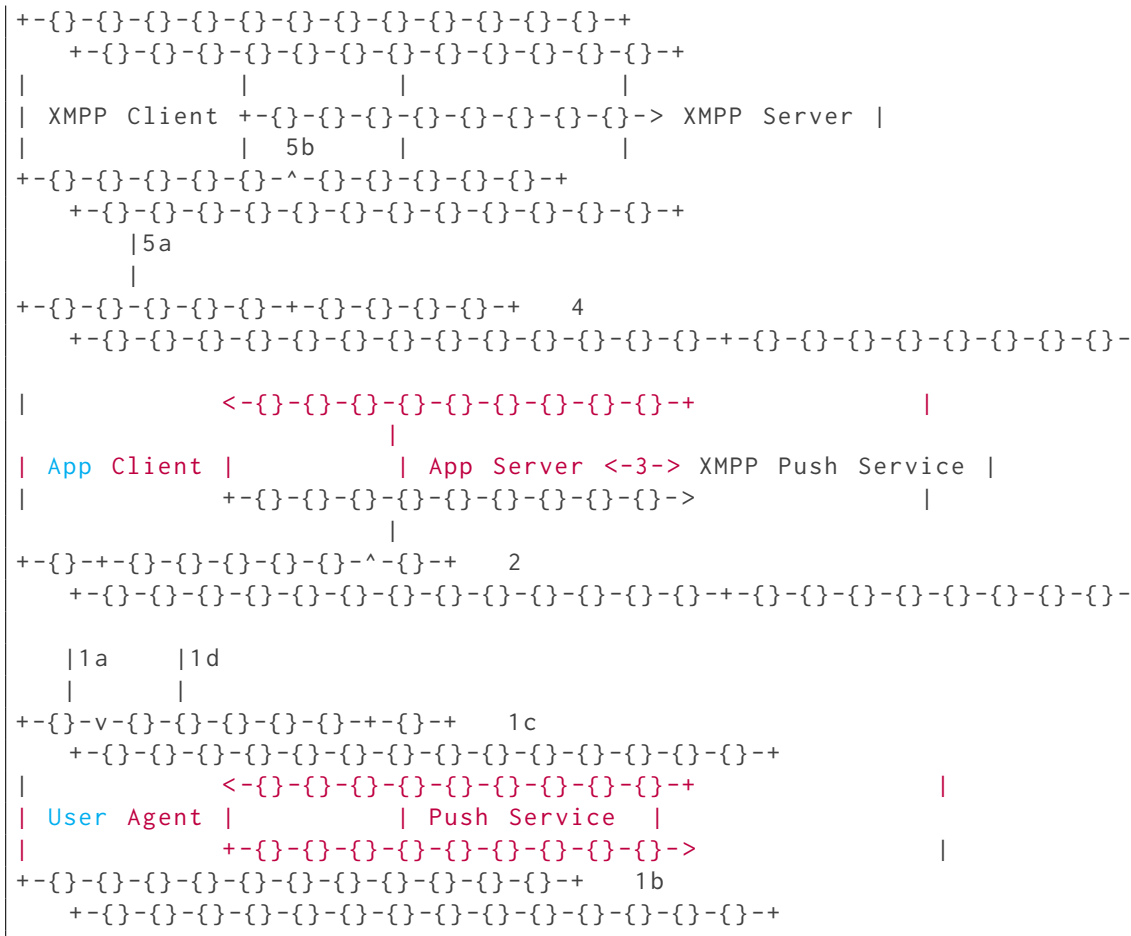 +-{}-{}-{}-{}-{}-{}-{}-{}-{}-{}-{}-{}-+
+-{}-{}-{}-{}-{}-{}-{}-{}-{}-{}-{}-{}-+
| | | |
| XMPP Client +-{}-{}-{}-{}-{}-{}-{}-{}-> XMPP Server |
| | 5b | |
+-{}-{}-{}-{}-{}-^-{}-{}-{}-{}-{}-+
+-{}-{}-{}-{}-{}-{}-{}-{}-{}-{}-{}-{}-+
|5a
|
+-{}-{}-{}-{}-{}-+-{}-{}-{}-{}-+ 4
+-{}-{}-{}-{}-{}-{}-{}-{}-{}-{}-{}-{}-{}-+-{}-{}-{}-{}-{}-{}-{}-{}-
| <-{}-{}-{}-{}-{}-{}-{}-{}-{}-+ |
|
| App Client | | App Server <-3-> XMPP Push Service |
| +-{}-{}-{}-{}-{}-{}-{}-{}-{}-> |
|
+-{}-+-{}-{}-{}-{}-{}-^-{}-+ 2
+-{}-{}-{}-{}-{}-{}-{}-{}-{}-{}-{}-{}-{}-+-{}-{}-{}-{}-{}-{}-{}-{}-
|1a |1d
| |
+-{}-v-{}-{}-{}-{}-{}-+-{}-+ 1c
+-{}-{}-{}-{}-{}-{}-{}-{}-{}-{}-{}-{}-{}-{}-+
| <-{}-{}-{}-{}-{}-{}-{}-{}-{}-+ |
| User Agent | | Push Service |
| +-{}-{}-{}-{}-{}-{}-{}-{}-{}-> |
+-{}-{}-{}-{}-{}-{}-{}-{}-{}-{}-{}-+ 1b
+-{}-{}-{}-{}-{}-{}-{}-{}-{}-{}-{}-{}-{}-{}-+